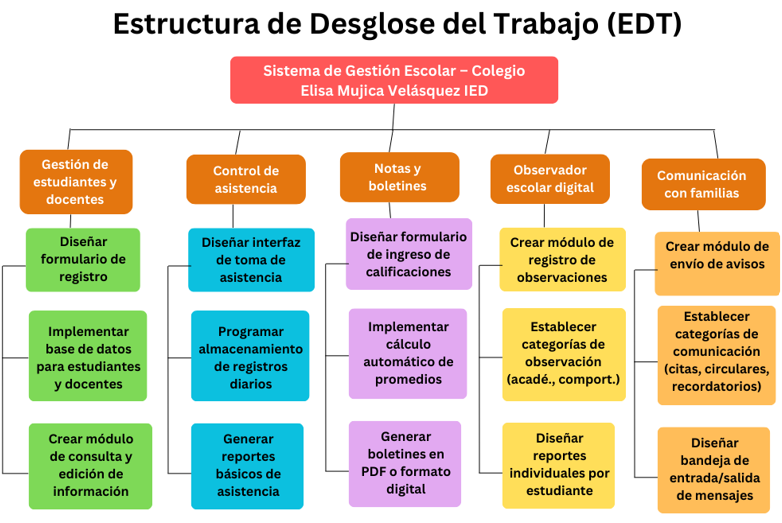 Estructura de Desglose del Trabajo (EDT)
Sistema de Gestión Escolar – Colegio
Elisa Mujica Velásquez IED
Gestión de
estudiantes y
docentes
Control de
asistencia
Notas y
boletines
Observador
escolar digital
Comunicación
con familias
Diseñar
formulario de
registro
Diseñar interfaz
de toma de
asistencia
Diseñar formulario
de ingreso de
calificaciones
Crear módulo de
registro de
observaciones
Crear módulo de
envío de avisos
Implementar
base de datos
para estudiantes
y docentes
Programar
almacenamiento
de registros
diarios
Implementar
cálculo
automático de
promedios
Establecer
categorías de
observación
(acadé., comport.)
Establecer
categorías de
comunicación
(citas, circulares,
recordatorios)
Crear módulo
de consulta y
edición de
información
Generar
reportes
básicos de
asistencia
Generar
boletines en
PDF o formato
digital
Diseñar
reportes
individuales por
estudiante
Diseñar
bandeja de
entrada/salida
de mensajes